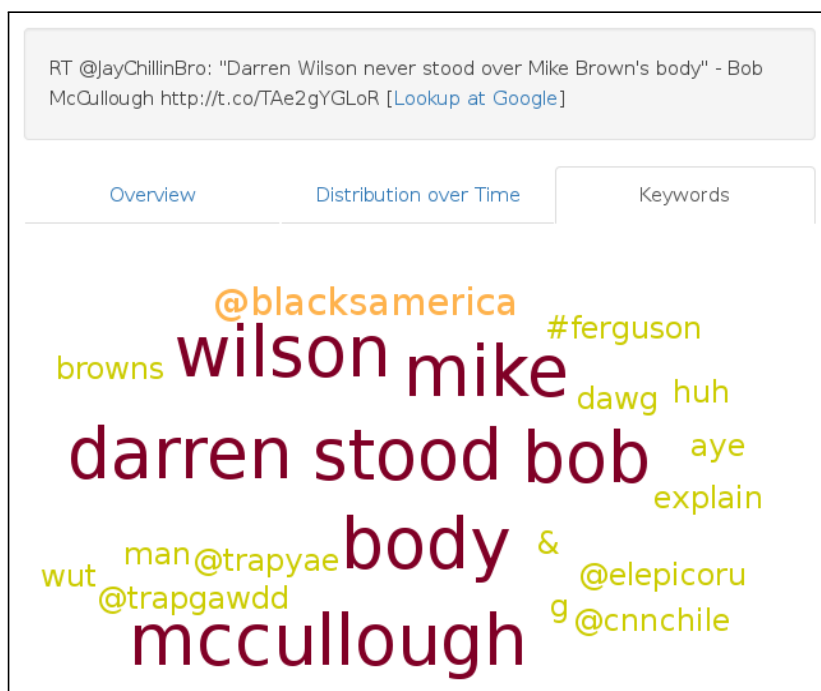 RT @JayChillinBro: "Darren Wilson never stood over Mike Brown's body" - Bob
McCullough http://t.co/TAe2gYGLoR [Lookup at Google]
Overview Distribution over Time Keywords
@blacksamerica
#ferguson
browns wilson mike
dawg huh
darren stood bob aye
explain
body &
man @trapyae
wut @elepicoru
@trapgawdd g @cnnchile
mccullough